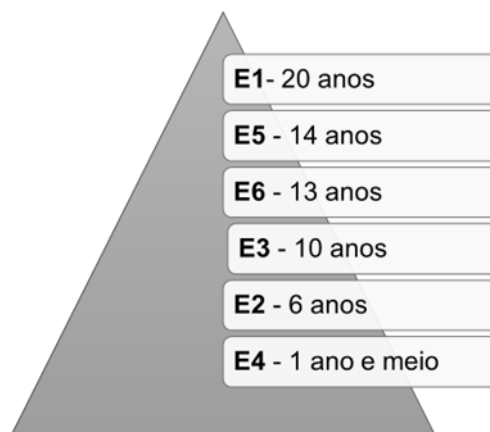 E1- 20 anos
E5 - 14 anos
E6 - 13 anos
E3 - 10 anos
E2 - 6 anos
E4 - 1 ano e meio